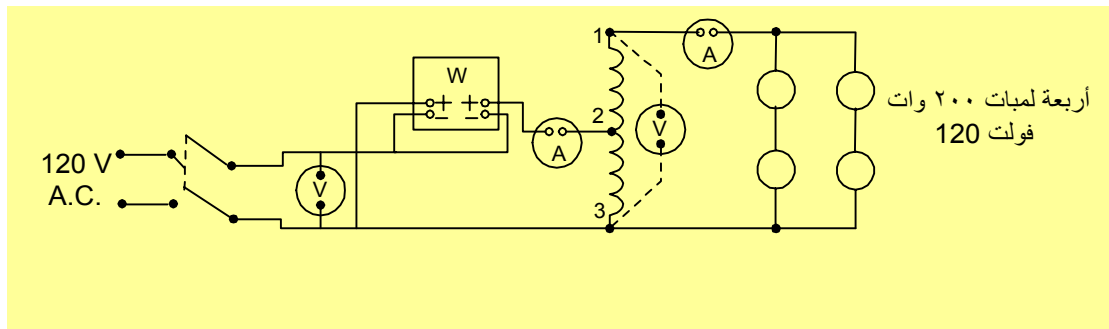 1
A
W
+ +
− −
2
V
A
أربعة لمبات ٢٠٠ وات
فولت 120
120 V
A.C.
V
3